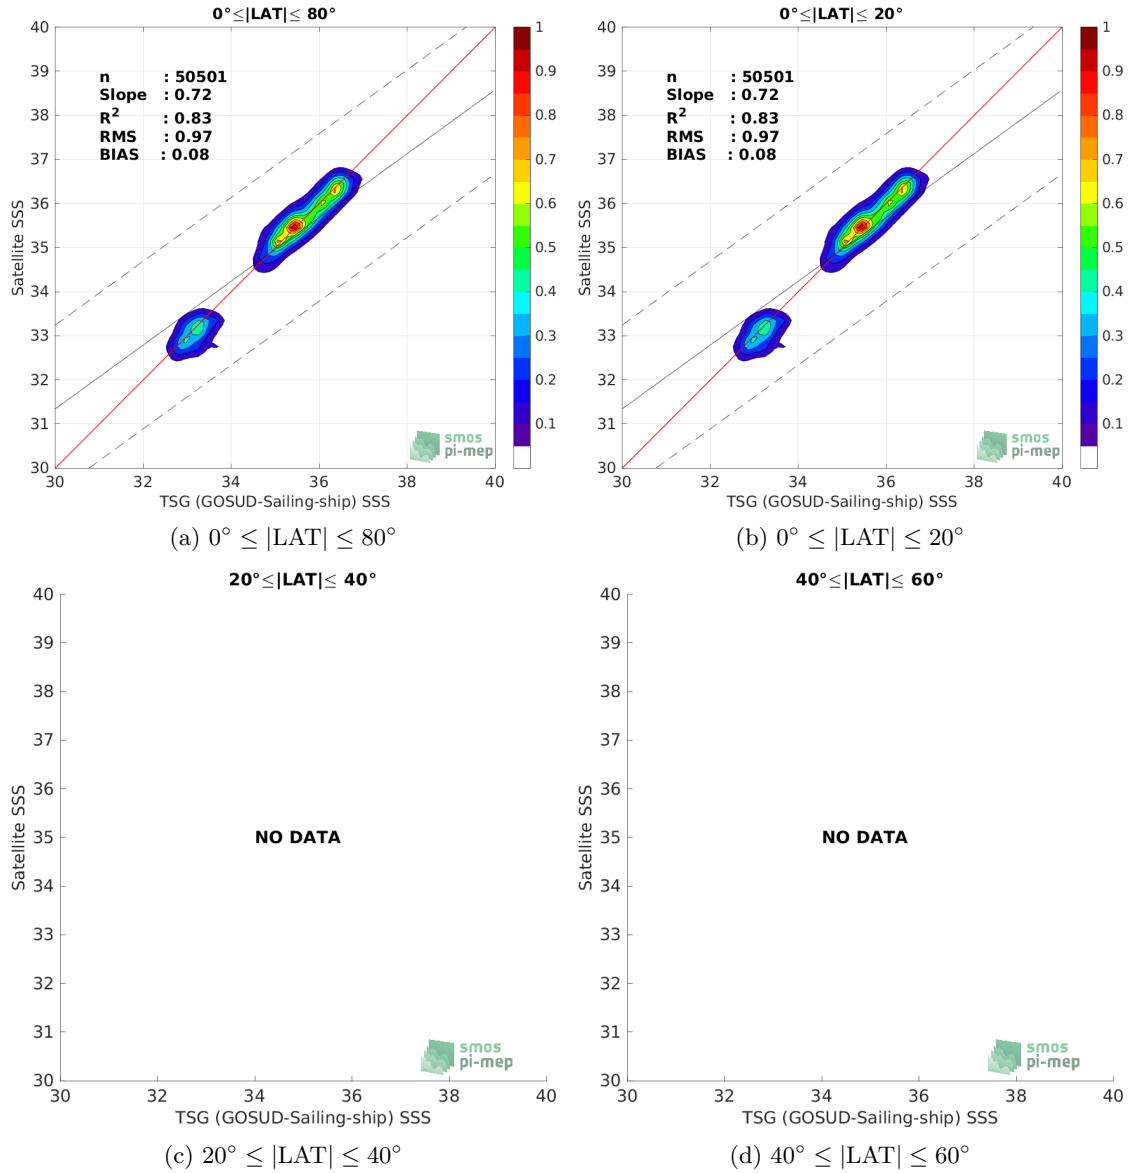 0°≤|LAT|≤ 80°
40
39
38
37
36
35
34
33
32
31
30
Satellite SSS
n : 50501
Slope : 0.72
R² : 0.83
RMS : 0.97
BIAS : 0.08
smos
pi-mep
30 32 34 36 38 40
TSG (GOSUD-Sailing-ship) SSS
1
0.9
0.8
0.7
0.6
0.5
0.4
0.3
0.2
0.1
(a) 0° ≤ |LAT| ≤ 80°
0°≤|LAT|≤ 20°
40
39
38
37
36
35
34
33
32
31
30
Satellite SSS
n : 50501
Slope : 0.72
R² : 0.83
RMS : 0.97
BIAS : 0.08
smos
pi-mep
30 32 34 36 38 40
TSG (GOSUD-Sailing-ship) SSS
1
0.9
0.8
0.7
0.6
0.5
0.4
0.3
0.2
0.1
(b) 0° ≤ |LAT| ≤ 20°
20°≤|LAT|≤ 40°
40
39
38
37
36
35
34
33
32
31
30
Satellite SSS
NO DATA
smos
pi-mep
30 32 34 36 38 40
TSG (GOSUD-Sailing-ship) SSS
(c) 20° ≤ |LAT| ≤ 40°
40°≤|LAT|≤ 60°
40
39
38
37
36
35
34
33
32
31
30
Satellite SSS
NO DATA
smos
pi-mep
30 32 34 36 38 40
TSG (GOSUD-Sailing-ship) SSS
(d) 40° ≤ |LAT| ≤ 60°